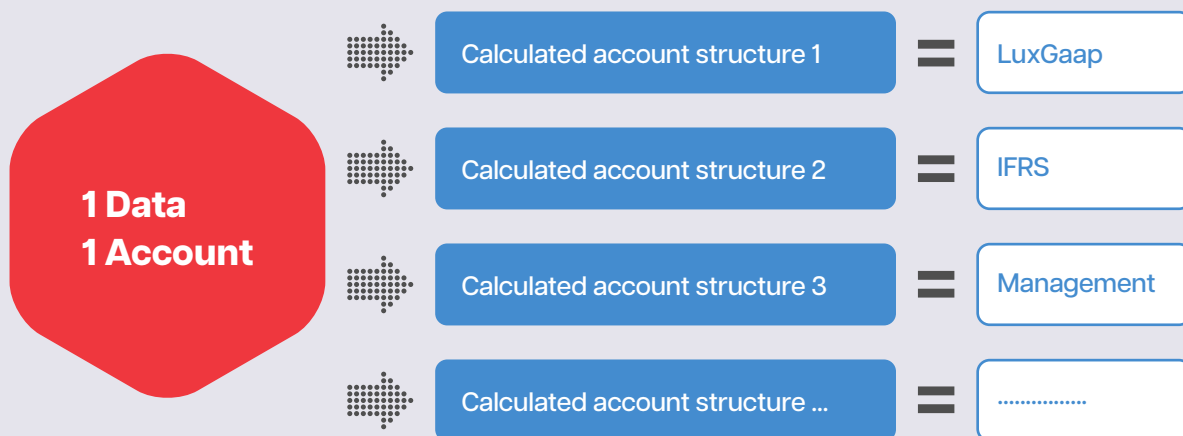 1 Data
1 Account
Calculated account structure 1 = LuxGaap
Calculated account structure 2 = IFRS
Calculated account structure 3 = Management
Calculated account structure ... = ................